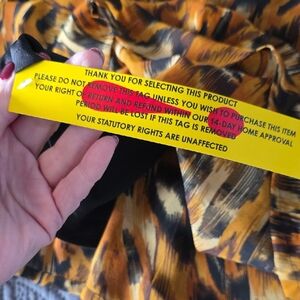 THANK YOU FOR SELECTING THIS PRODUCT
PLEASE DO NOT REMOVE THIS TAG UNLESS YOU WISH TO PURCHASE THIS ITEM
YOUR RIGHT OF RETURN AND REFUND WITHIN OUR 14-DAY HOME APPROVAL
PERIOD WILL BE LOST IF THIS TAG IS REMOVED
YOUR STATUTORY RIGHTS ARE UNAFFECTED